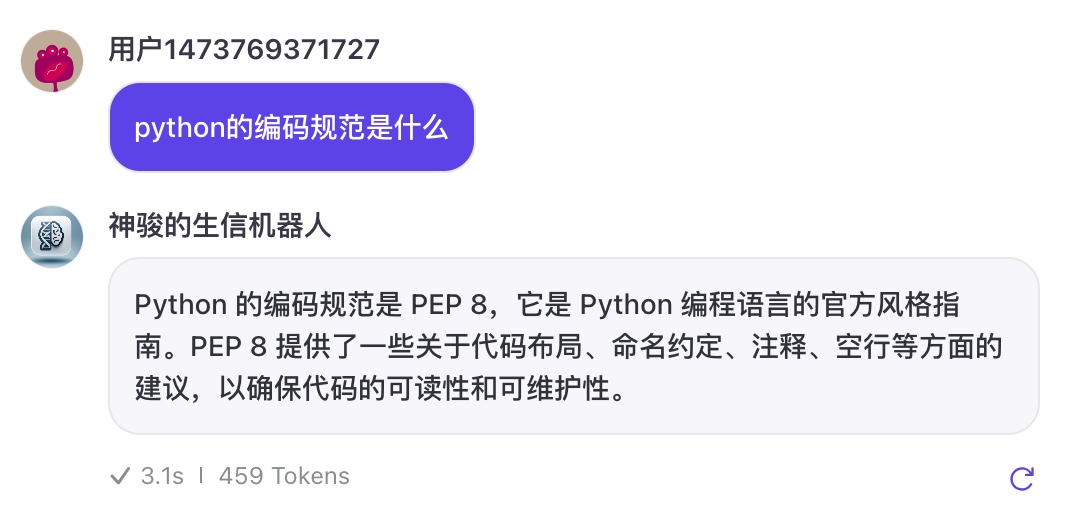 用户1473769371727
python的编码规范是什么
神骏的生信机器人
Python 的编码规范是 PEP 8，它是 Python 编程语言的官方风格指
南。PEP 8 提供了一些关于代码布局、命名约定、注释、空行等方面的
建议，以确保代码的可读性和可维护性。
3.1s | 459 Tokens